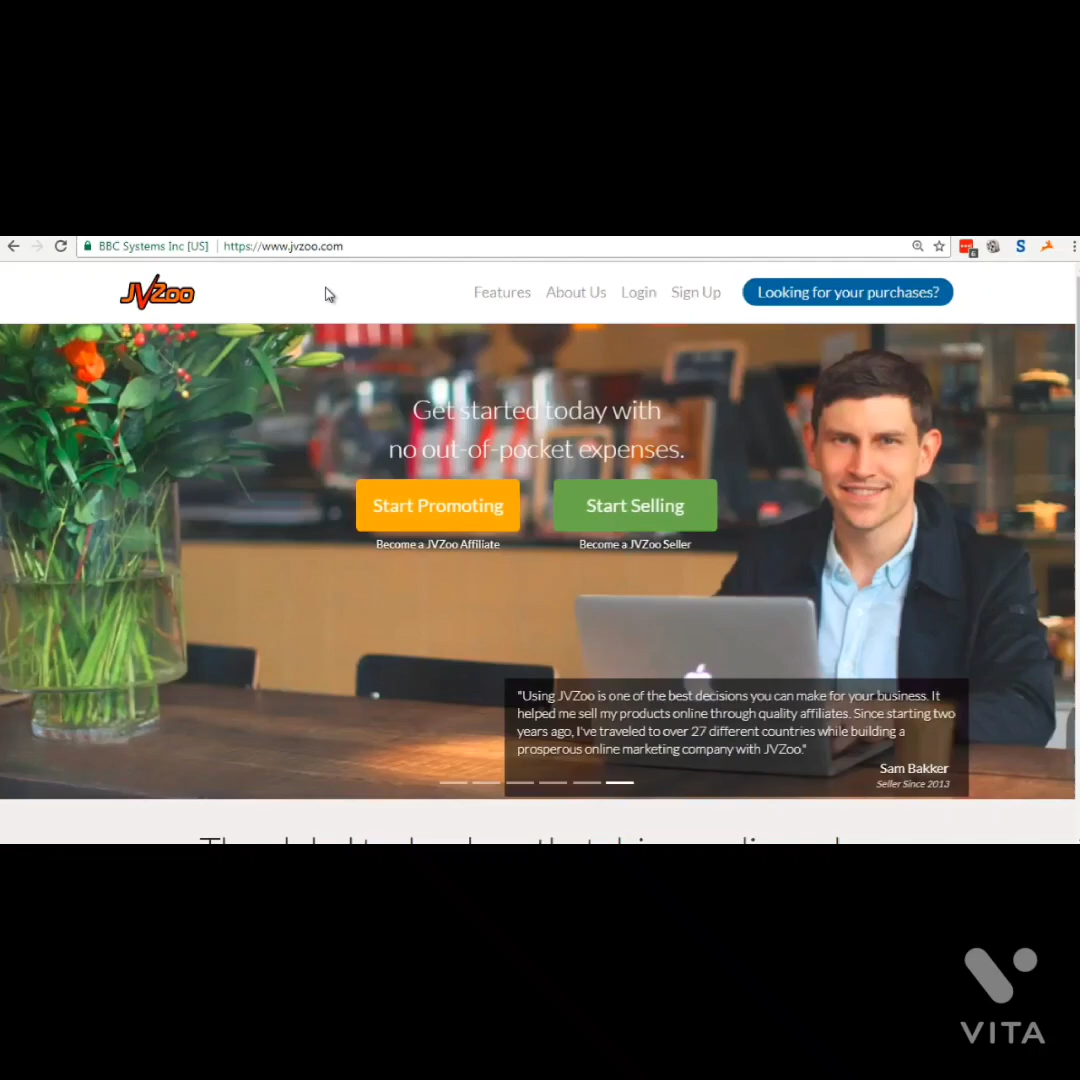 BBC Systems Inc [US]
https://www.jvzoo.com
S
6
JVZoo
Features
About Us
Login
Sign Up
Looking for your purchases?
Get started today with
no out-of-pocket expenses.
Start Promoting
Start Selling
Become a JVZoo Affiliate
Become a JVZoo Seller
"Using JVZoo is one of the best decisions you can make for your business. It
helped me sell my products online through quality affiliates. Since starting two
years ago, I've traveled to over 27 different countries while building a
prosperous online marketing company with JVZoo."
Sam Bakker
Seller Since 2013
VITA